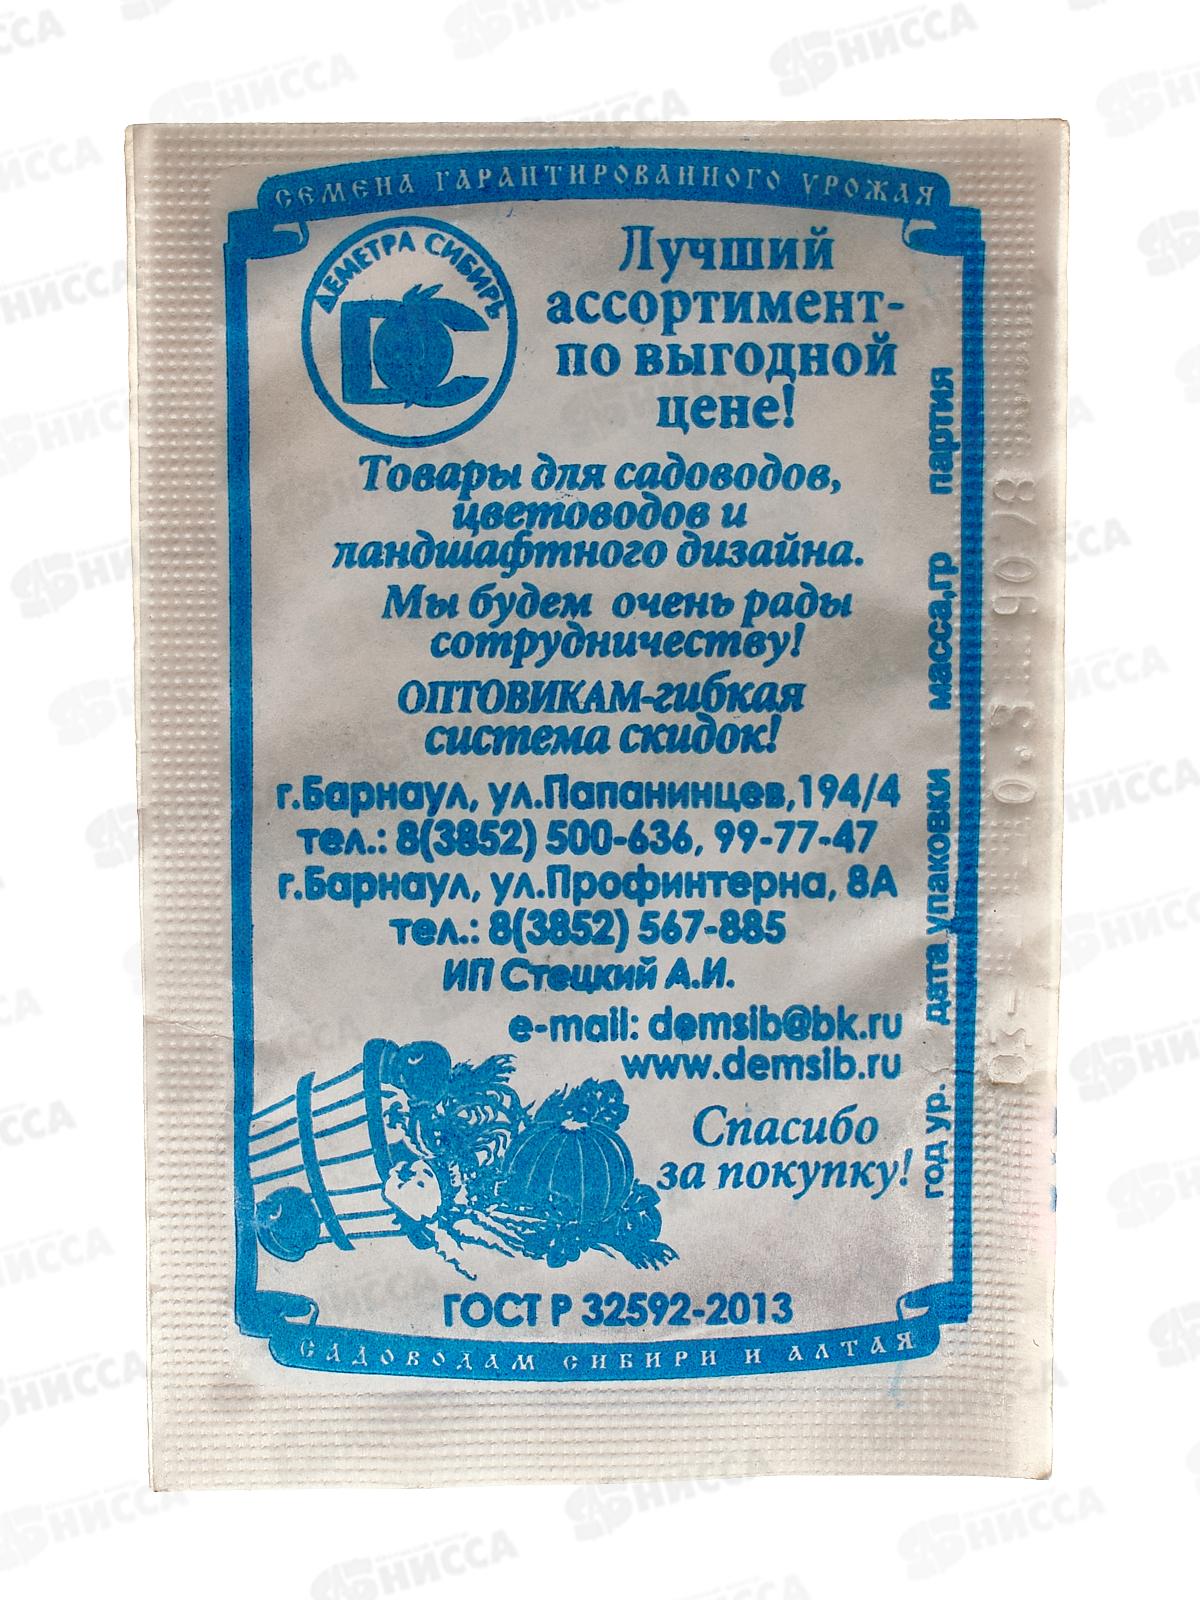 СЕМЕНА ГАРАНТИРОВАННОГО УРОЖАЯ
ДЕМЕТРА СИБИРЬ
DC
Лучший
ассортимент-
по выгодной
цене!
Товары для садоводов,
цветоводов и
ландшафтного дизайна.
Мы будем очень рады
сотрудничеству!
ОПТОВИКАМ-гибкая
система скидок!
г.Барнаул, ул.Папанинцев,194/4
тел.: 8(3852) 500-636, 99-77-47
г.Барнаул, ул.Профинтерна, 8А
тел.: 8(3852) 567-885
ИП Стецкий А.И.
e-mail: demsib@bk.ru
www.demsib.ru
Спасибо
за покупку!
ГОСТ Р 32592-2013
САДОВОДАМ СИБИРИ И АЛТАЯ
год ур. дата упаковки масса,гр партия
0.3
НИССА